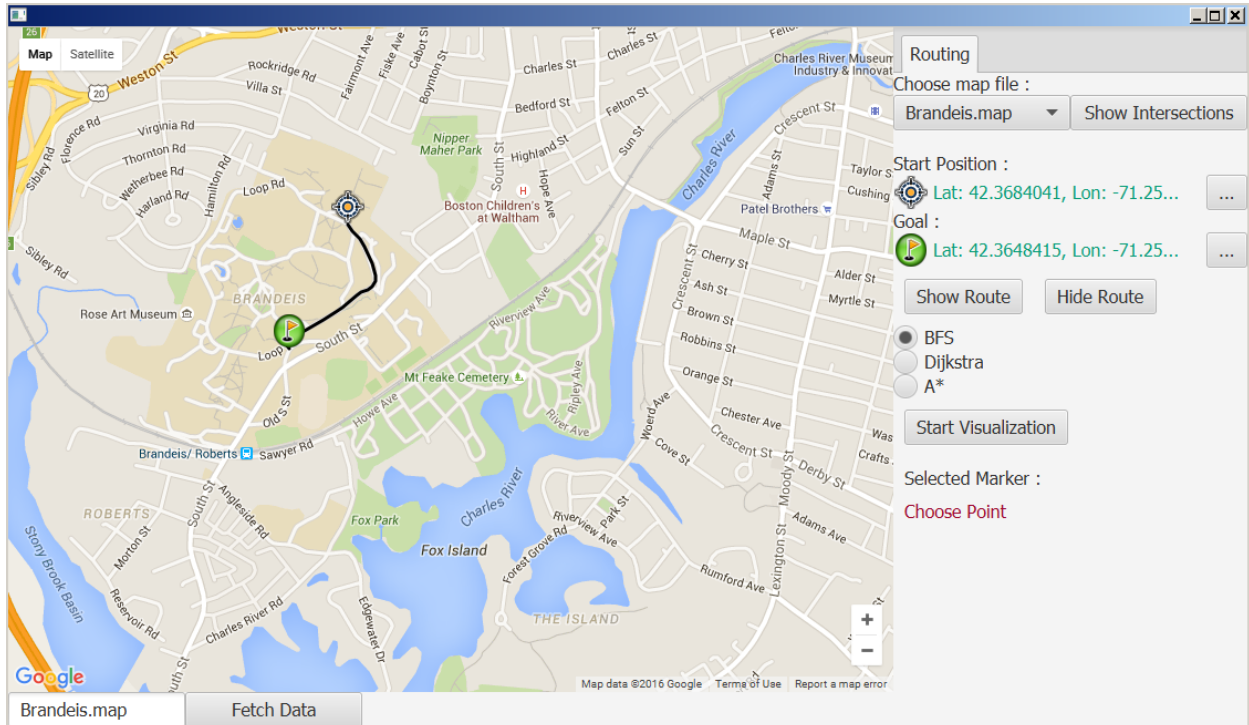 26
Map
Satellite
Weston St
Weston St
20
Rockridge Rd
Villa St
Fairmont Ave
Fiske Ave
Cabot St
Boynton St
Charles St
Charles St
Felton St
Bedford St
Sun St
Charles River Museum
Industry & Innovat
Crescent St
Florence Rd
Sibley Rd
Virginia Rd
Thornton Rd
Wetherbee Rd
Harland Rd
Hamilton Rd
Loop Rd
Nipper
Maher Park
South St
Highland St
Hope Ave
Boston Children's
at Waltham
Charles River
Adams St
Taylor S
Cushing
Patel Brothers
Maple St
Sibley Rd
BRANDEIS
Rose Art Museum
Loop
South St
Riverview Ave
Crescent St
Cherry St
Ash St
Brown St
Robbins St
Orange St
Alder St
Myrtle St
Mt Feake Cemetery
Ripley Ave
River Ave
Howe Ave
Old S St
Brandeis/ Roberts
Sawyer Rd
Woerd Ave
Cove St
Chester Ave
Crescent St
Derby St
Was
Crafts
Moody St
ROBERTS
South St
Angleside Rd
Morton St
Fox Park
Charles River
Fox Island
Riverview Ave
Park St
Forest Grove Rd
Adams Ave
Lexington St
Rumford Ave
Stony Brook Basin
Reservoir Rd
Charles River Rd
Edgewater Dr
THE ISLAND
+
−
Google
Map data ©2016 Google
Terms of Use
Report a map error
Brandeis.map
Fetch Data
Routing
Choose map file :
Brandeis.map
Show Intersections
Start Position :
Lat: 42.3684041, Lon: -71.25...
...
Goal :
Lat: 42.3648415, Lon: -71.25...
...
Show Route
Hide Route
BFS
Dijkstra
A*
Start Visualization
Selected Marker :
Choose Point